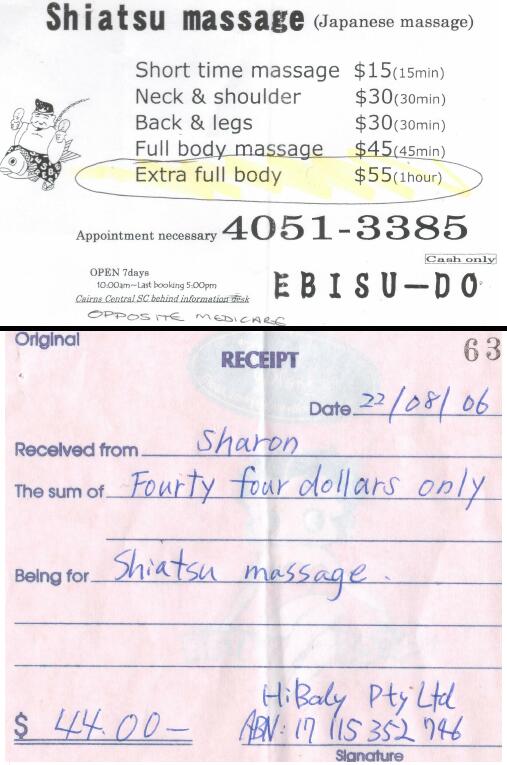 Shiatsu massage (Japanese massage)
Short time massage $15(15min)
Neck & shoulder $30(30min)
Back & legs $30(30min)
Full body massage $45(45min)
Extra full body $55(1hour)
Appointment necessary 4051-3385
Cash only
OPEN 7days
10:00am~Last booking 5:00pm
EBISU-DO
Cairns Central SC behind information desk
OPPOSITE MEDICARE
Original
63
RECEIPT
Date 22/08/06
Received from Sharon
The sum of Fourty four dollars only
Being for Shiatsu massage.
HiBaly Pty Ltd
$ 44.00- ABN: 17 115 352 746
Signature